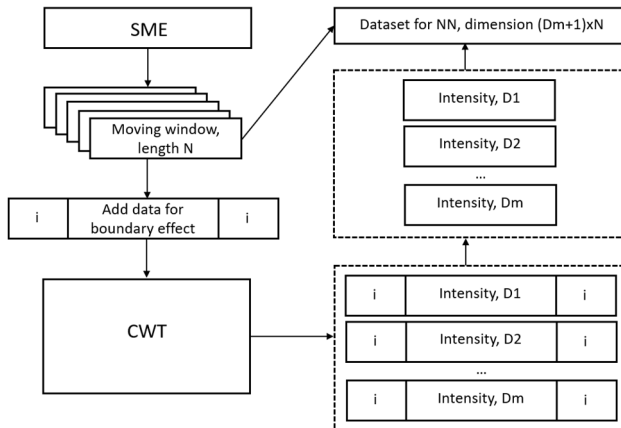 SME
Dataset for NN, dimension (Dm+1)xN
Moving window,
length N
Intensity, D1
Intensity, D2
...
Intensity, Dm
i
Add data for
boundary effect
i
CWT
i
Intensity, D1
i
i
Intensity, D2
i
...
i
Intensity, Dm
i